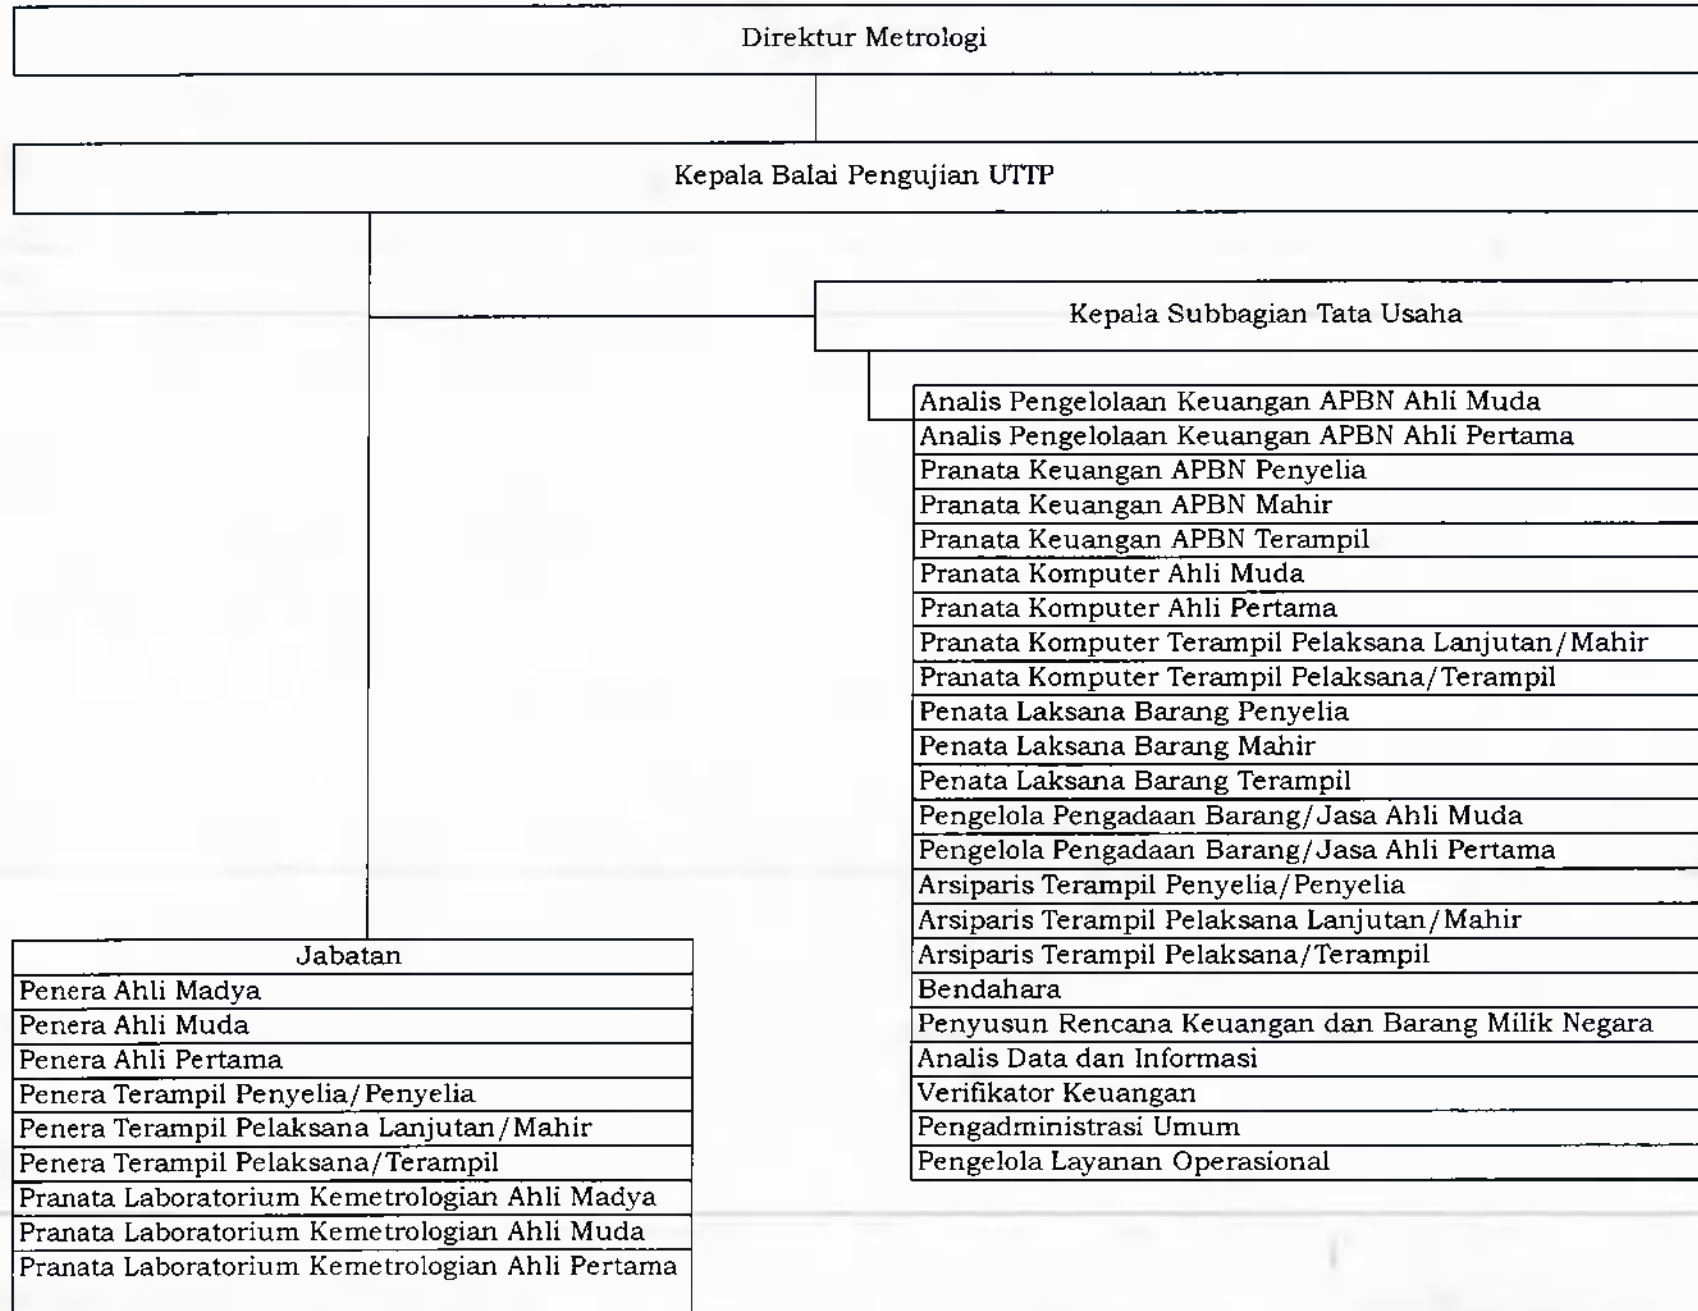 Direktur Metrologi
Kepala Balai Pengujian UTTP
Kepala Subbagian Tata Usaha
Analis Pengelolaan Keuangan APBN Ahli Muda
Analis Pengelolaan Keuangan APBN Ahli Pertama
Pranata Keuangan APBN Penyelia
Pranata Keuangan APBN Mahir
Pranata Keuangan APBN Terampil
Pranata Komputer Ahli Muda
Pranata Komputer Ahli Pertama
Pranata Komputer Terampil Pelaksana Lanjutan/Mahir
Pranata Komputer Terampil Pelaksana/Terampil
Penata Laksana Barang Penyelia
Penata Laksana Barang Mahir
Penata Laksana Barang Terampil
Pengelola Pengadaan Barang/Jasa Ahli Muda
Pengelola Pengadaan Barang/Jasa Ahli Pertama
Arsiparis Terampil Penyelia/Penyelia
Arsiparis Terampil Pelaksana Lanjutan/Mahir
Arsiparis Terampil Pelaksana/Terampil
Bendahara
Penyusun Rencana Keuangan dan Barang Milik Negara
Analis Data dan Informasi
Verifikator Keuangan
Pengadministrasi Umum
Pengelola Layanan Operasional
Jabatan
Penera Ahli Madya
Penera Ahli Muda
Penera Ahli Pertama
Penera Terampil Penyelia/Penyelia
Penera Terampil Pelaksana Lanjutan/Mahir
Penera Terampil Pelaksana/Terampil
Pranata Laboratorium Kemetrologian Ahli Madya
Pranata Laboratorium Kemetrologian Ahli Muda
Pranata Laboratorium Kemetrologian Ahli Pertama